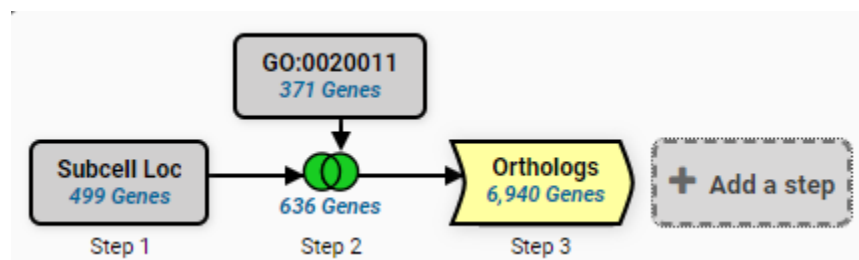 GO:0020011
371 Genes
Subcell Loc
499 Genes
636 Genes
Orthologs
6,940 Genes
+ Add a step
Step 1
Step 2
Step 3